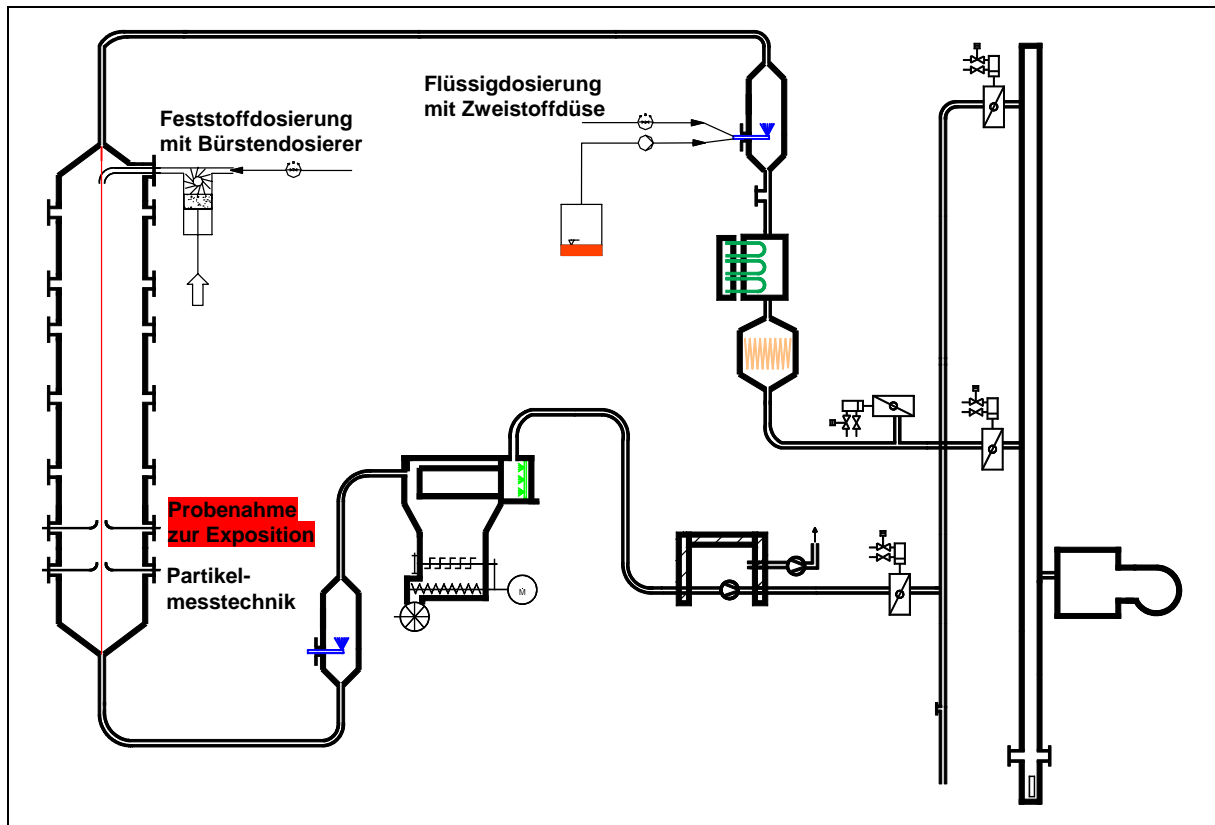 Flüssigdosierung
mit Zweistoffdüse
Feststoffdosierung
mit Bürstendosierer
Probenahme
zur Exposition
Partikel-
messtechnik
M